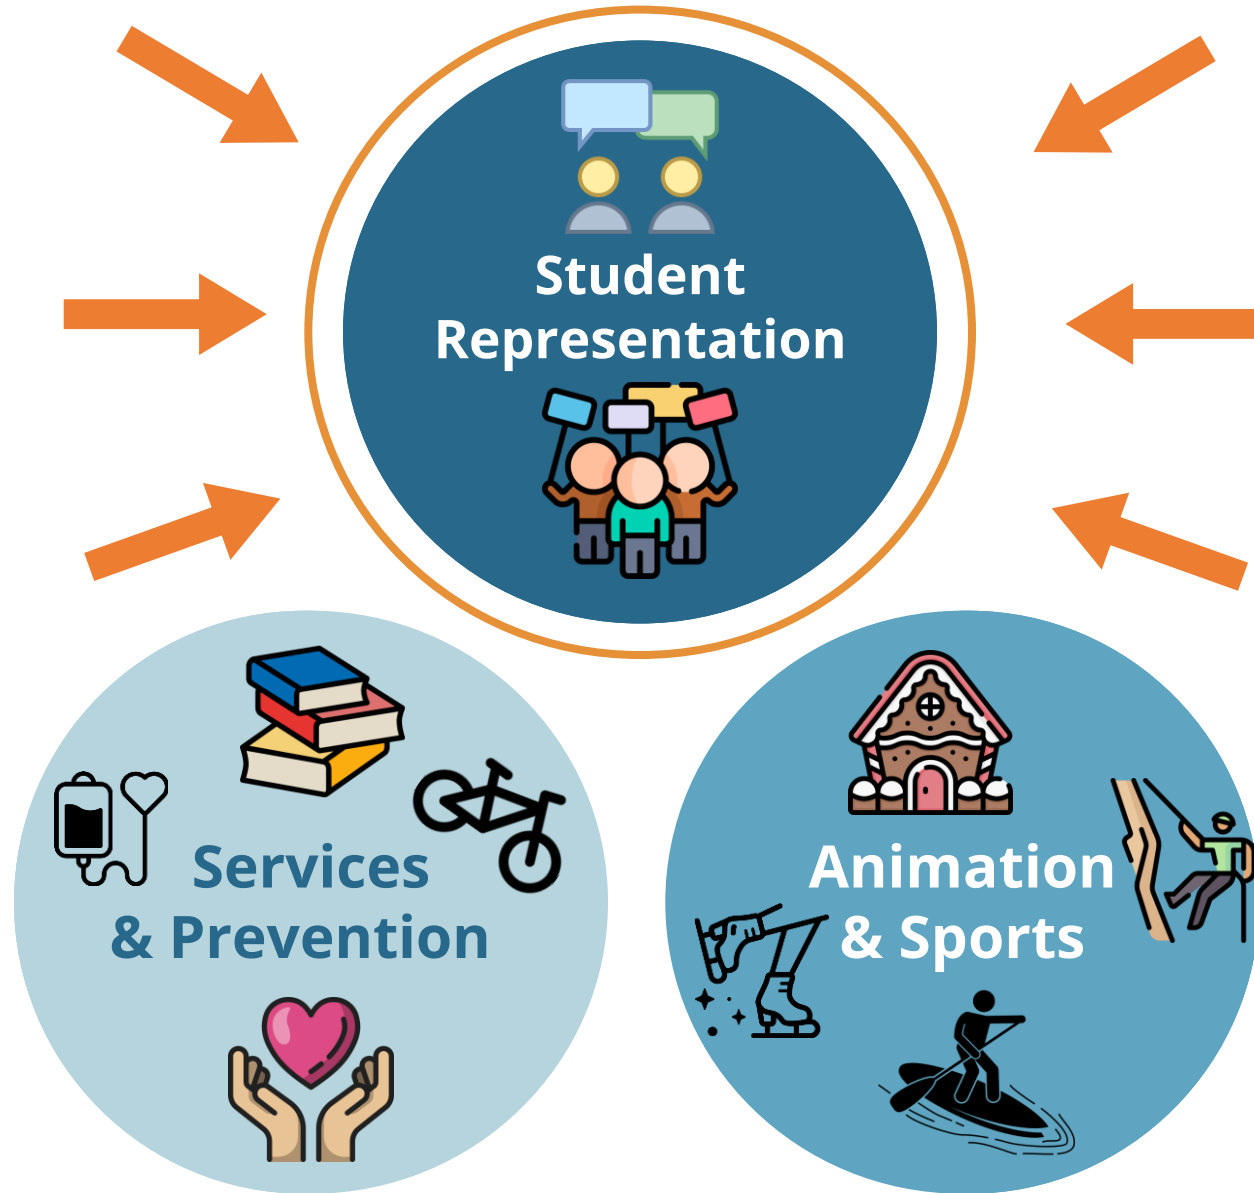 Student
Representation
Services
& Prevention
Animation
& Sports